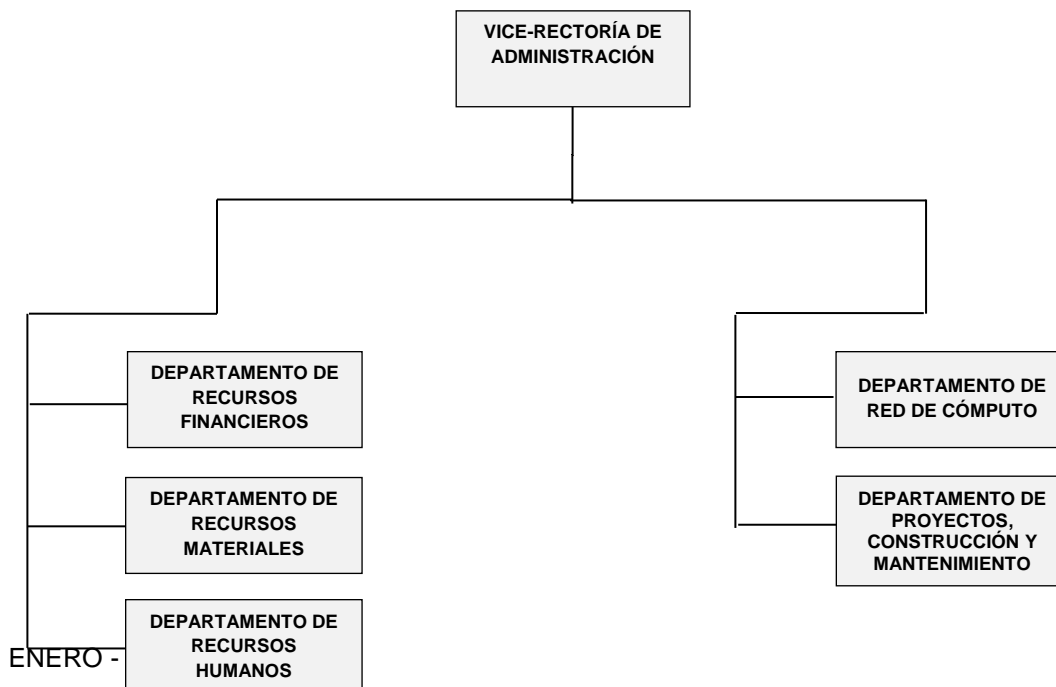 VICE-RECTORÍA DE
ADMINISTRACIÓN
DEPARTAMENTO DE
RECURSOS
FINANCIEROS
DEPARTAMENTO DE
RECURSOS
MATERIALES
DEPARTAMENTO DE
RECURSOS
HUMANOS
DEPARTAMENTO DE
RED DE CÓMPUTO
DEPARTAMENTO DE
PROYECTOS,
CONSTRUCCIÓN Y
MANTENIMIENTO
ENERO -